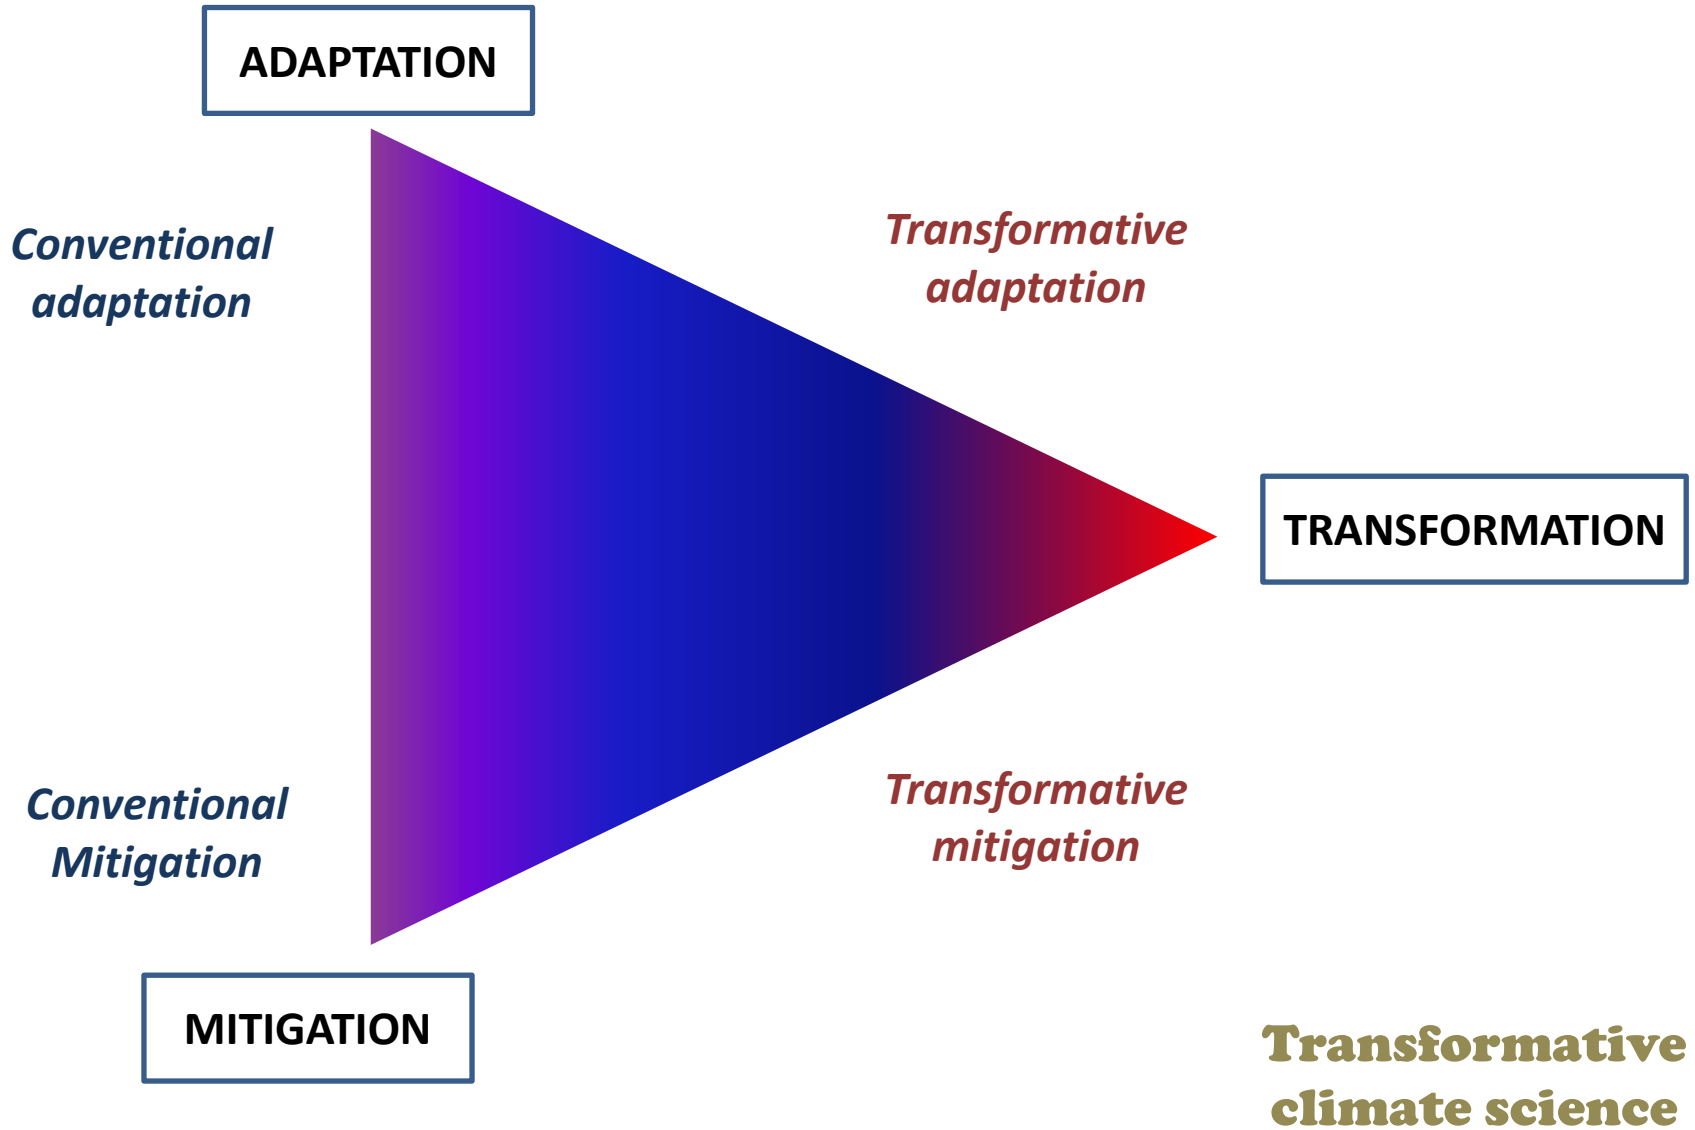 ADAPTATION
Conventional
adaptation
Transformative
adaptation
TRANSFORMATION
Conventional
Mitigation
Transformative
mitigation
MITIGATION
Transformative
climate science